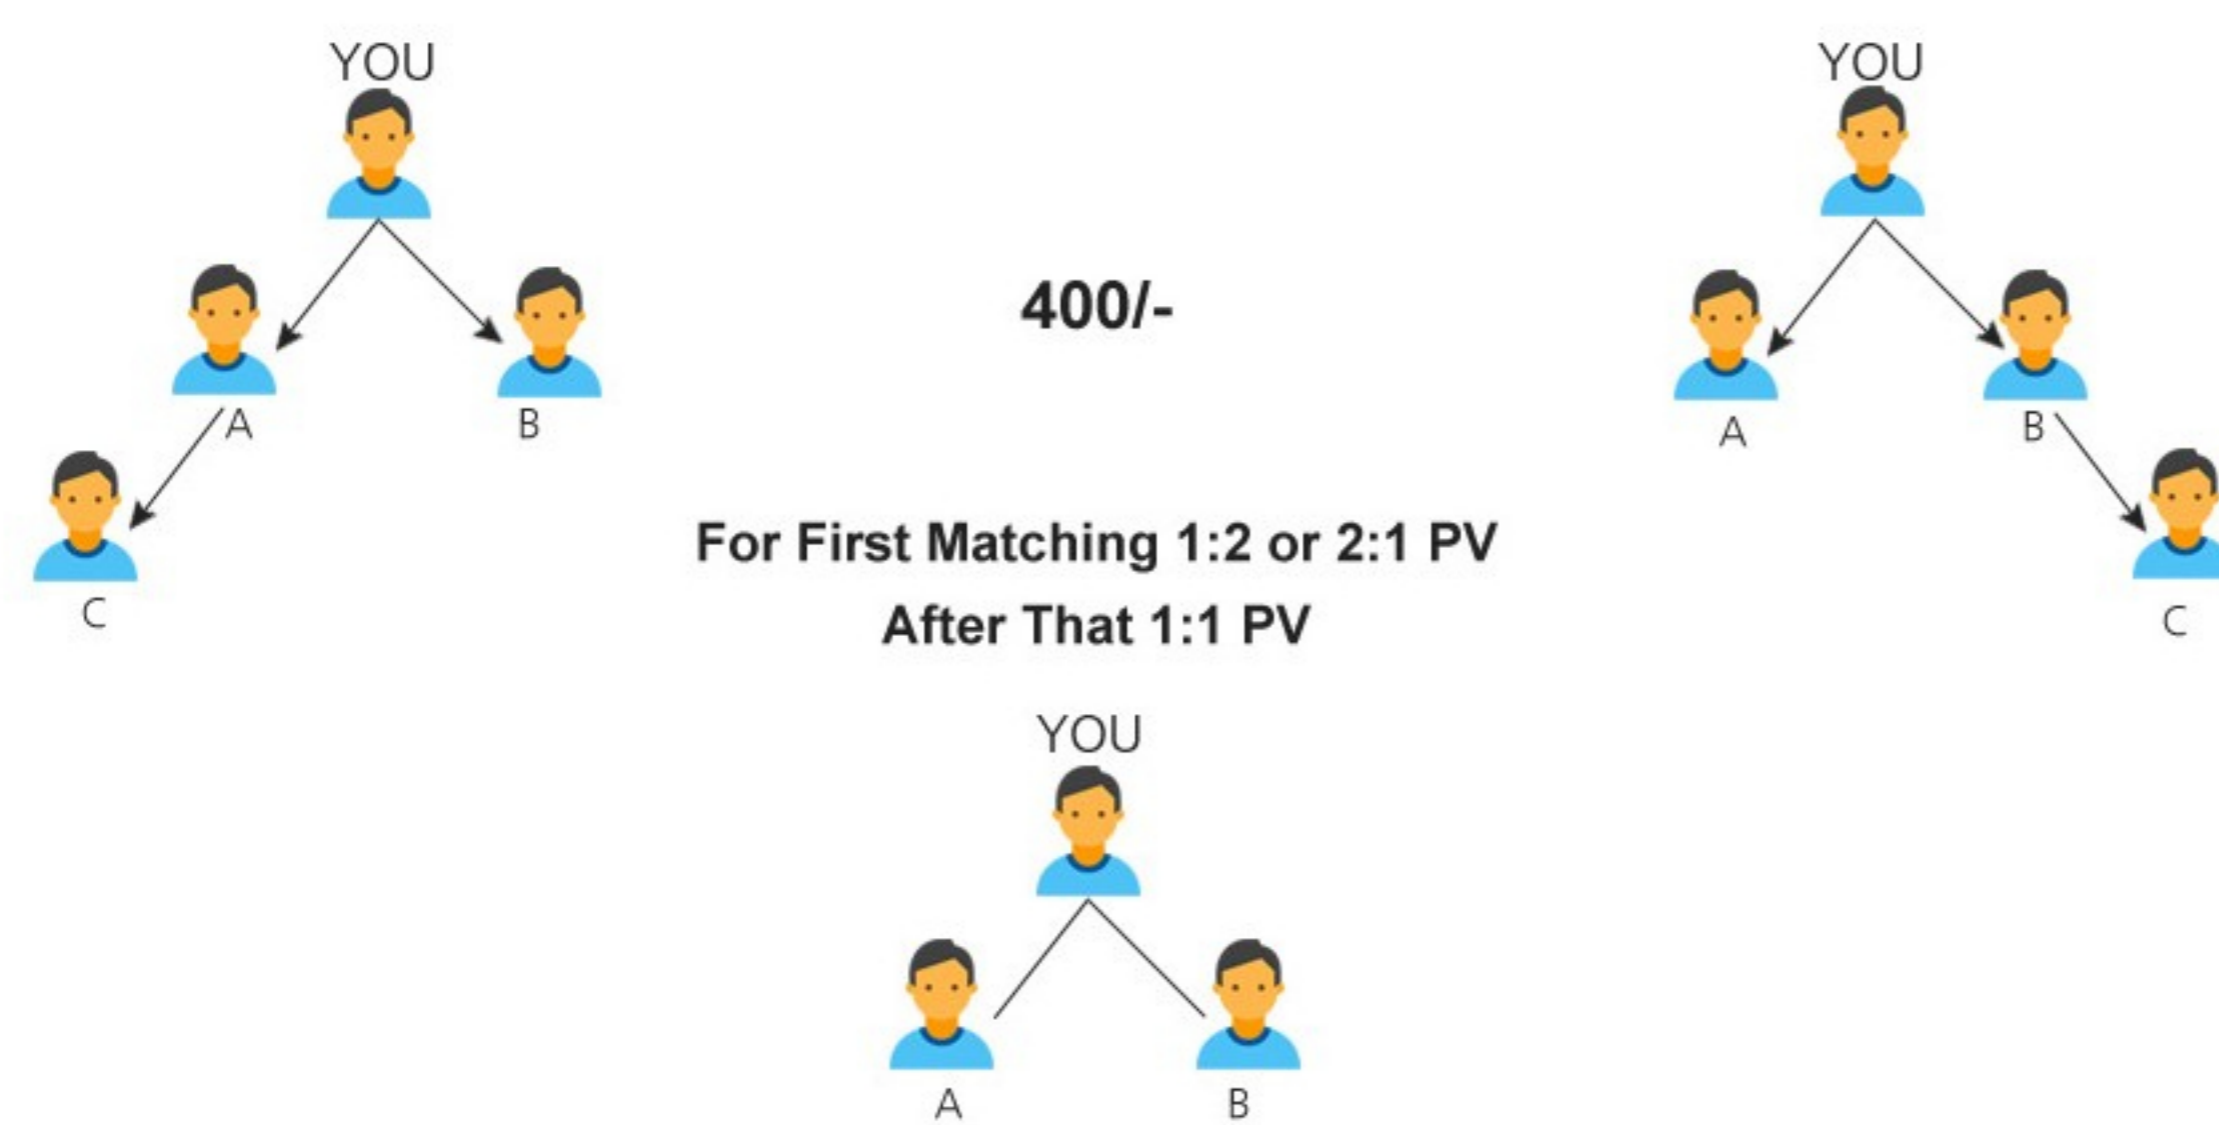 YOU
YOU
400/-
A
B
A
B
For First Matching 1:2 or 2:1 PV
C
C
After That 1:1 PV
YOU
A
B